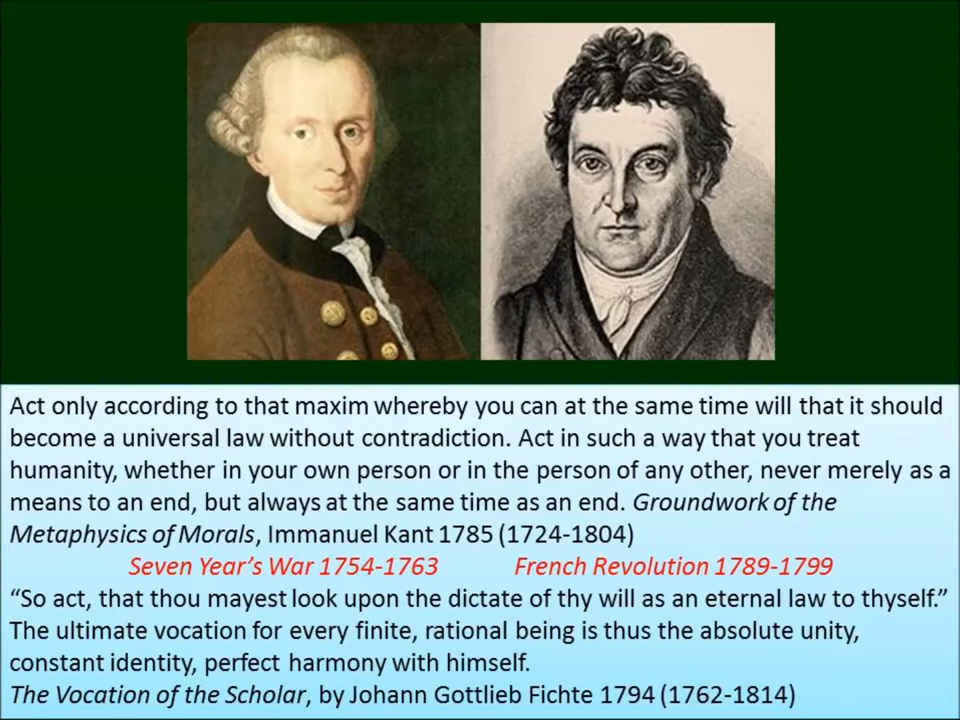 Act only according to that maxim whereby you can at the same time will that it should
become a universal law without contradiction. Act in such a way that you treat
humanity, whether in your own person or in the person of any other, never merely as a
means to an end, but always at the same time as an end. Groundwork of the
Metaphysics of Morals, Immanuel Kant 1785 (1724-1804)
Seven Year’s War 1754-1763 French Revolution 1789-1799
“So act, that thou mayest look upon the dictate of thy will as an eternal law to thyself.”
The ultimate vocation for every finite, rational being is thus the absolute unity,
constant identity, perfect harmony with himself.
The Vocation of the Scholar, by Johann Gottlieb Fichte 1794 (1762-1814)